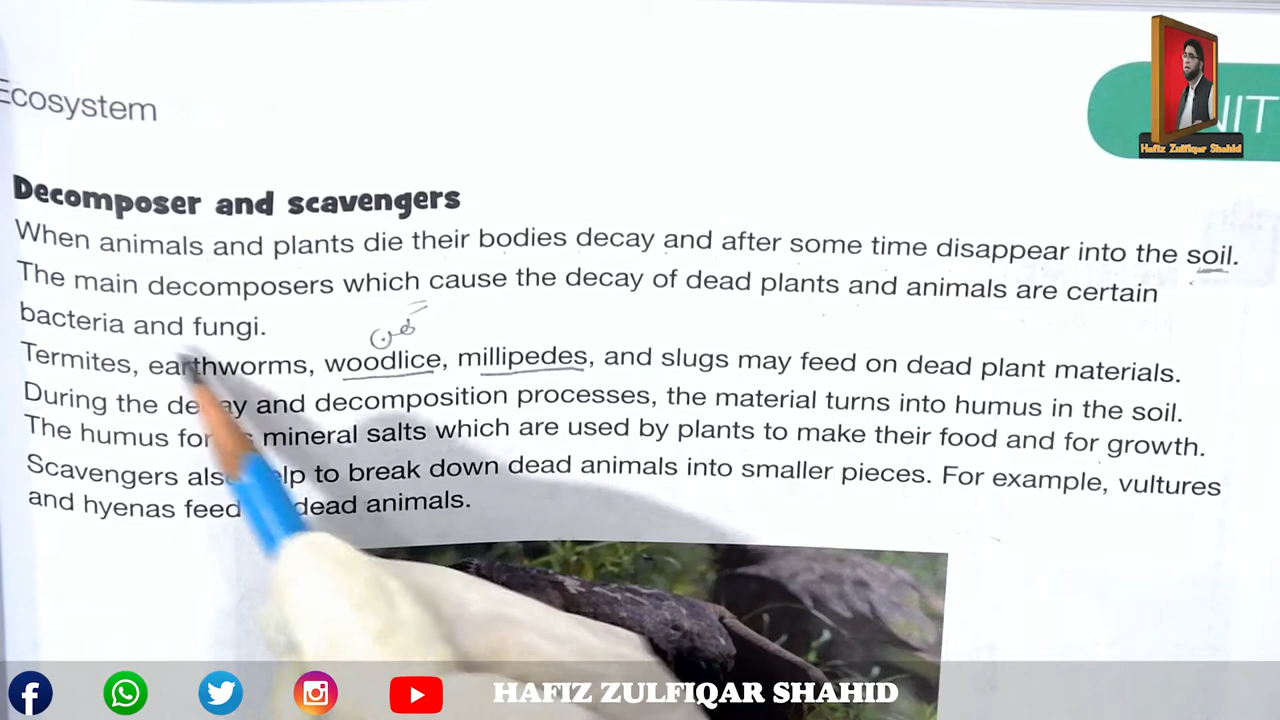 Ecosystem
NIT
Hafiz Zulfiqar Shahid
Decomposer and scavengers
When animals and plants die their bodies decay and after some time disappear into the soil.
The main decomposers which cause the decay of dead plants and animals are certain
bacteria and fungi.
Termites, earthworms, woodlice, millipedes, and slugs may feed on dead plant materials.
During the decay and decomposition processes, the material turns into humus in the soil.
The humus for mineral salts which are used by plants to make their food and for growth.
Scavengers also help to break down dead animals into smaller pieces. For example, vultures
and hyenas feed dead animals.
HAFIZ ZULFIQAR SHAHID